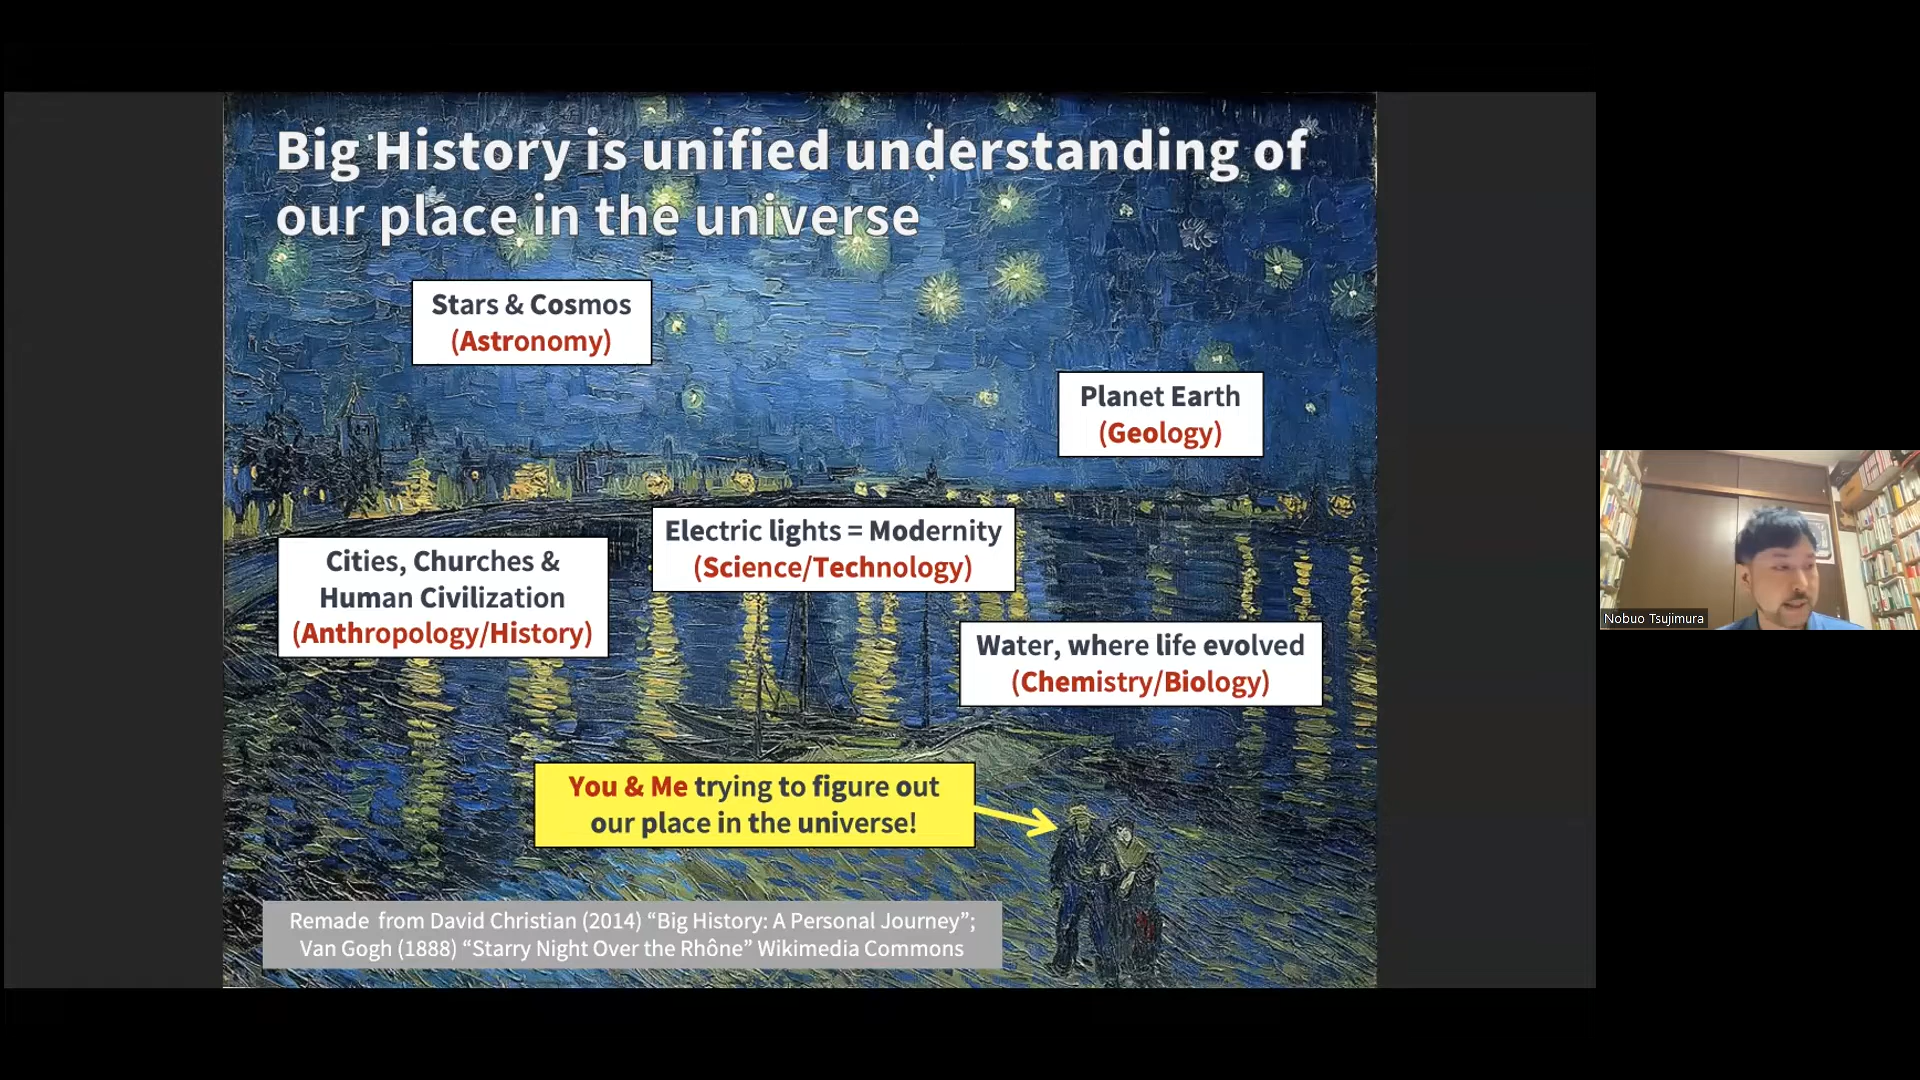 Big History is unified understanding of
our place in the universe
Stars & Cosmos
(Astronomy)
Planet Earth
(Geology)
Electric lights = Modernity
(Science/Technology)
Cities, Churches &
Human Civilization
(Anthropology/History)
Water, where life evolved
(Chemistry/Biology)
You & Me trying to figure out
our place in the universe!
Remade from David Christian (2014) “Big History: A Personal Journey”;
Van Gogh (1888) “Starry Night Over the Rhône” Wikimedia Commons
Nobuo Tsujimura